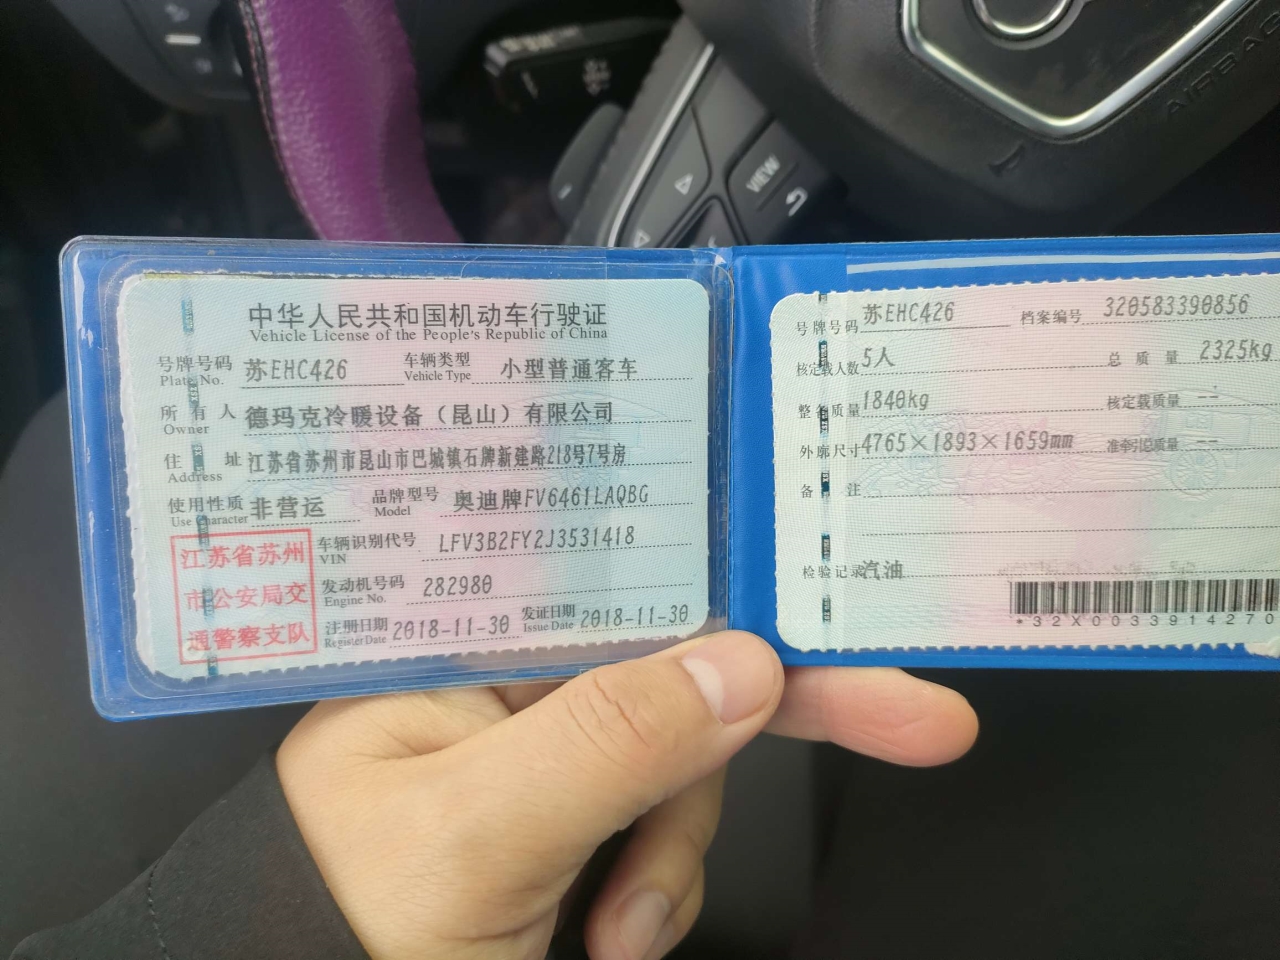 VIEW
AIRBAG
中华人民共和国机动车行驶证
Vehicle License of the People's Republic of China
号牌号码 苏EHC426 车辆类型 小型普通客车
Plate No. Vehicle Type
所有人 德玛克冷暖设备（昆山）有限公司
Owner
住址 江苏省苏州市昆山市巴城镇石牌新建路218号7号房
Address
使用性质 非营运 品牌型号 奥迪牌FV6461LAQBG
Use Character Model
江苏省苏州
市公安局交
通警察支队
车辆识别代号 LFV3B2FY2J3531418
VIN
发动机号码 282980
Engine No.
注册日期 2018-11-30 发证日期 2018-11-30
Register Date Issue Date
号牌号码 苏EHC426 档案编号 320583390856
核定载人数 5人 总质量 2325kg
整备质量 1840kg 核定载质量 --
外廓尺寸 4765×1893×1659mm 准牵引总质量 --
备注
检验记录 汽油
*32X0033914270